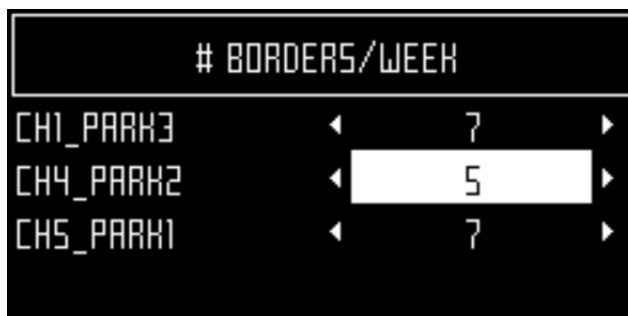 # BORDERS/WEEK
CH1_PARK3 7
CH4_PARK2 5
CH5_PARK1 7